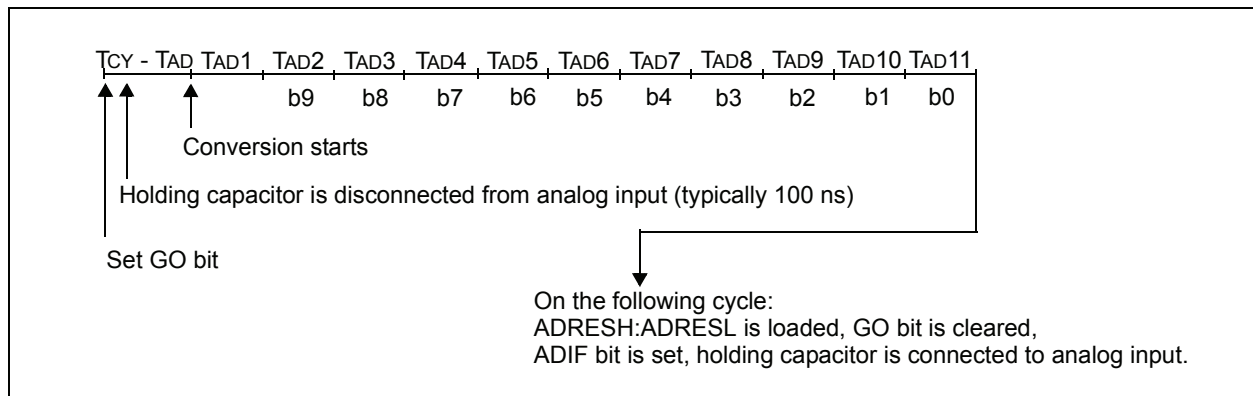 TCY - TAD TAD1 TAD2 TAD3 TAD4 TAD5 TAD6 TAD7 TAD8 TAD9 TAD10 TAD11
b9 b8 b7 b6 b5 b4 b3 b2 b1 b0
Conversion starts
Holding capacitor is disconnected from analog input (typically 100 ns)
Set GO bit
On the following cycle:
ADRESH:ADRESL is loaded, GO bit is cleared,
ADIF bit is set, holding capacitor is connected to analog input.